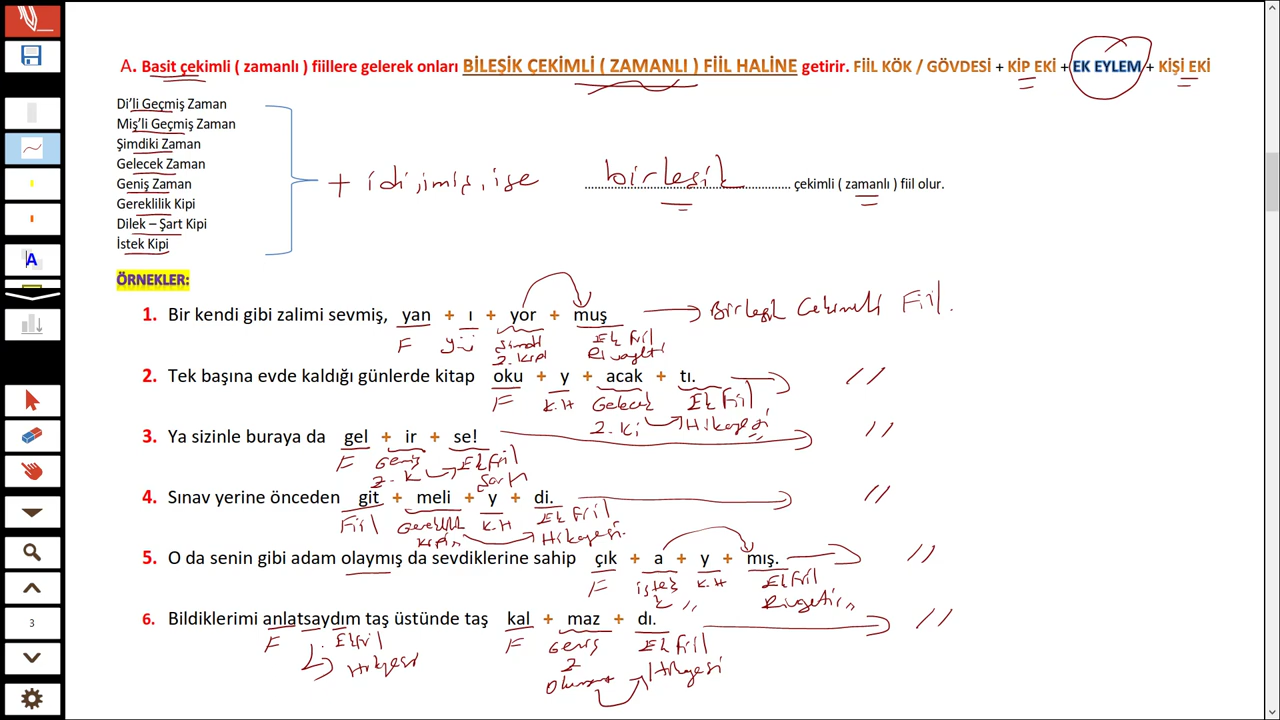 A. Basit çekimli ( zamanlı ) fiillere gelerek onları BİLEŞİK ÇEKİMLİ ( ZAMANLI ) FİİL HALİNE getirir. FİİL KÖK / GÖVDESİ + KİP EKİ + EK EYLEM + KİŞİ EKİ
Di'li Geçmiş Zaman
Miş'li Geçmiş Zaman
Şimdiki Zaman
Gelecek Zaman
Geniş Zaman
Gereklilik Kipi
Dilek – Şart Kipi
İstek Kipi
+ idi, imiş, ise birleşik çekimli ( zamanlı ) fiil olur.
ÖRNEKLER:
1. Bir kendi gibi zalimi sevmiş, yan + ı + yor + muş Birleşik Çekimli Fiil.
F Ek Fiil
Z. Kipi Rivayeti
2. Tek başına evde kaldığı günlerde kitap oku + y + acak + tı. //
F K.H Gelecek Ek Fiil
Z. Ki Hikayesi
3. Ya sizinle buraya da gel + ir + se! //
F Geniş Ek Fiil
Z. K Şart
4. Sınav yerine önceden git + meli + y + di. //
Fiil Gereklilik K.H Ek Fiil
Kipi Hikayesi
5. O da senin gibi adam olaymış da sevdiklerine sahip çık + a + y + mış. //
F istek K.H Ek Fiil
K //
6. Bildiklerimi anlatsaydım taş üstünde taş kal + maz + dı. //
F Ek fiil F Geniş Ek Fiil
Hikayesi Z Hikayesi
A
3